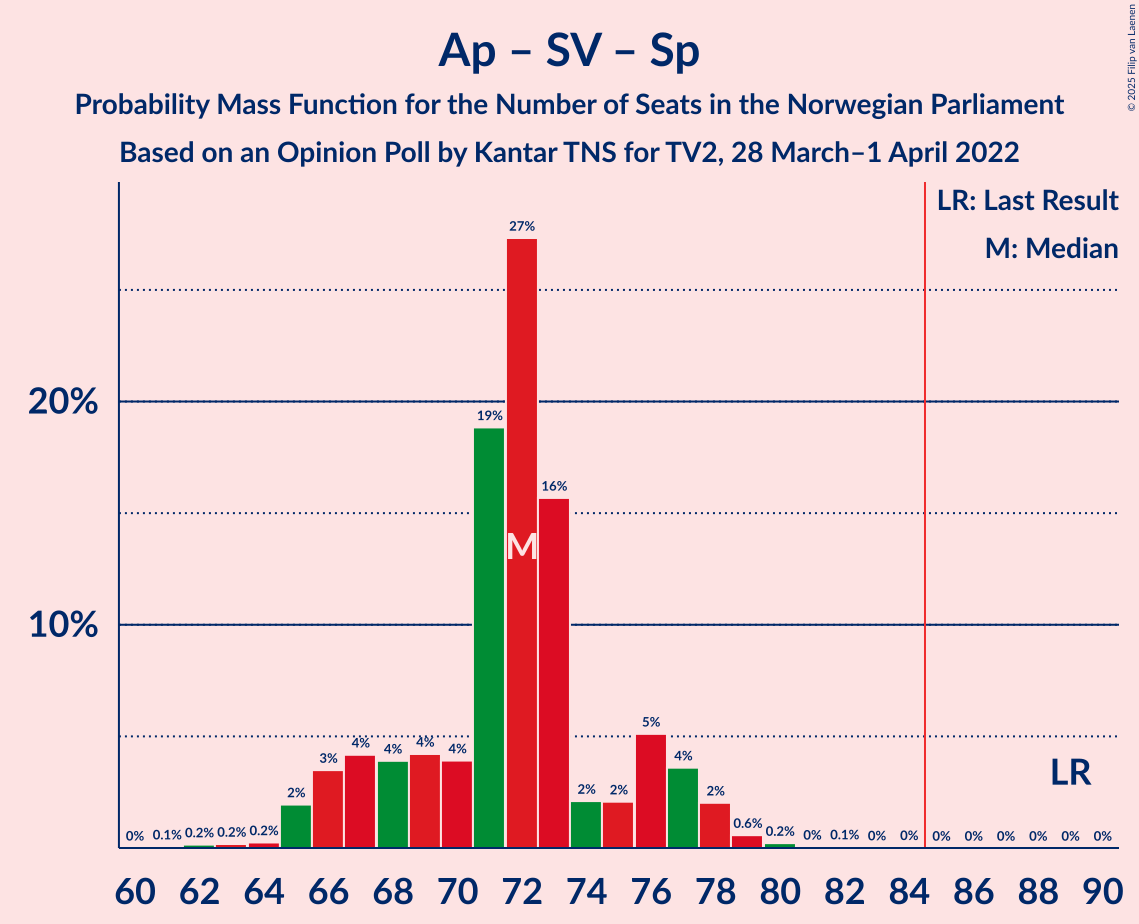 Ap – SV – Sp
Probability Mass Function for the Number of Seats in the Norwegian Parliament
Based on an Opinion Poll by Kantar TNS for TV2, 28 March–1 April 2022
© 2025 Filip van Laenen
LR: Last Result
M: Median
20%
10%
0% 0.1% 0.2% 0.2% 0.2% 2% 3% 4% 4% 4% 4% 19% 27% 16% 2% 2% 5% 4% 2% 0.6% 0.2% 0% 0.1% 0% 0% 0% 0% 0% 0% 0% 0%
M
LR
60 62 64 66 68 70 72 74 76 78 80 82 84 86 88 90